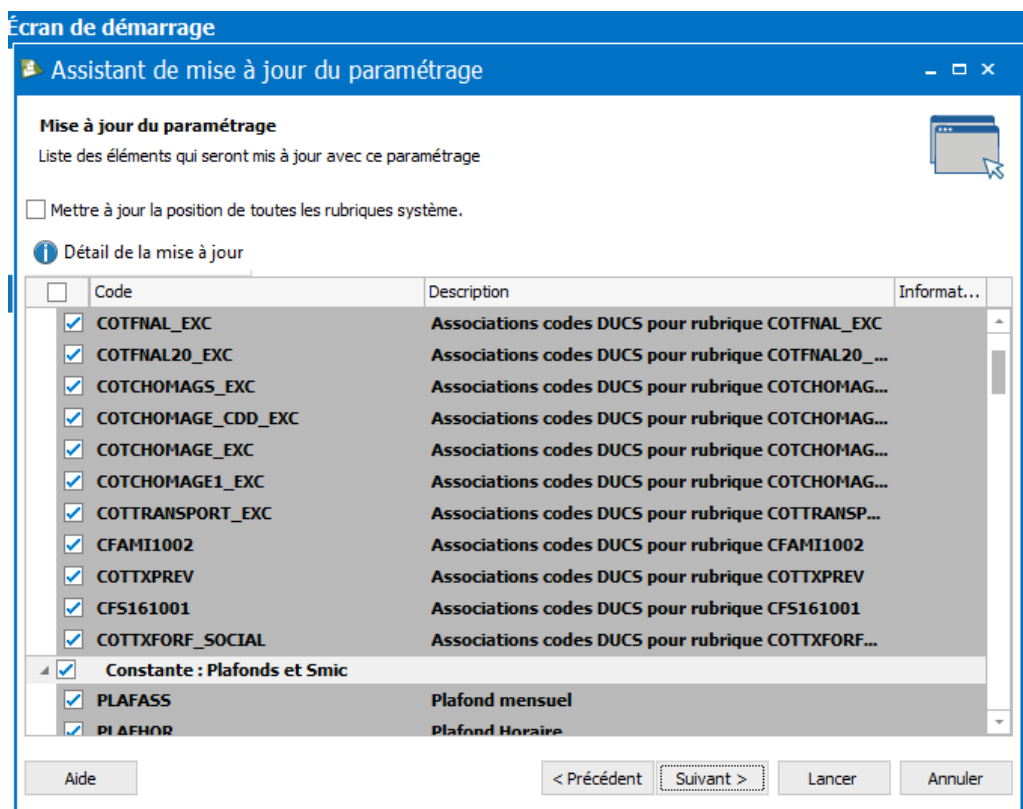 Écran de démarrage
Assistant de mise à jour du paramétrage
Mise à jour du paramétrage
Liste des éléments qui seront mis à jour avec ce paramétrage
Mettre à jour la position de toutes les rubriques système.
Détail de la mise à jour
Code Description Informat...
COTFNAL_EXC Associations codes DUCS pour rubrique COTFNAL_EXC
COTFNAL20_EXC Associations codes DUCS pour rubrique COTFNAL20_...
COTCHOMAGS_EXC Associations codes DUCS pour rubrique COTCHOMAG...
COTCHOMAGE_CDD_EXC Associations codes DUCS pour rubrique COTCHOMAG...
COTCHOMAGE_EXC Associations codes DUCS pour rubrique COTCHOMAG...
COTCHOMAGE1_EXC Associations codes DUCS pour rubrique COTCHOMAG...
COTTRANSPORT_EXC Associations codes DUCS pour rubrique COTTRANSP...
CFAMI1002 Associations codes DUCS pour rubrique CFAMI1002
COTTXPREV Associations codes DUCS pour rubrique COTTXPREV
CFS161001 Associations codes DUCS pour rubrique CFS161001
COTTXFORF_SOCIAL Associations codes DUCS pour rubrique COTTXFORF...
Constante : Plafonds et Smic
PLAFASS Plafond mensuel
PLAFHOR Plafond Horaire
Aide < Précédent Suivant > Lancer Annuler